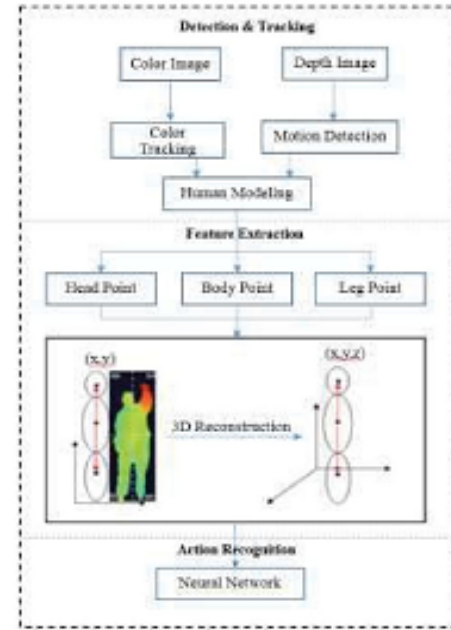 Detection & Tracking
Color Image
Depth Image
Color
Tracking
Motion Detection
Human Modeling
Feature Extraction
Head Point
Body Point
Leg Point
(x,y)
(x,y,z)
3D Reconstruction
Action Recognition
Neural Network